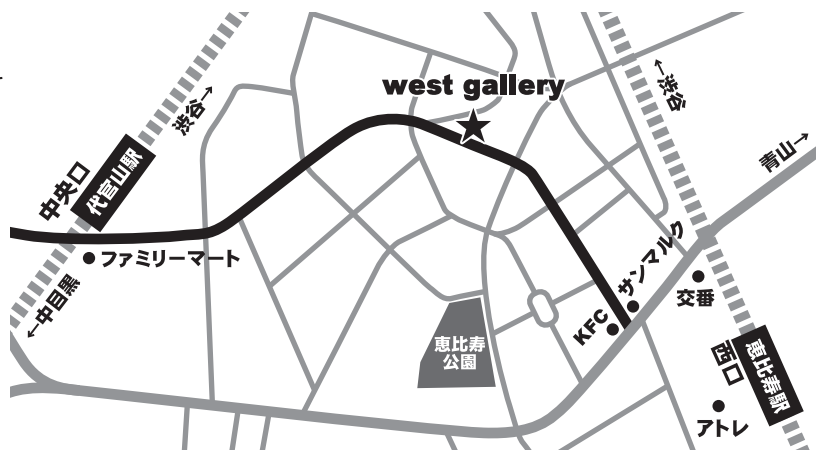 west gallery
渋谷→
中央口
代官山駅
ファミリーマート
←中目黒
←渋谷
青山→
サンマルク
KFC
交番
恵比寿
公園
西口
恵比寿駅
アトレ